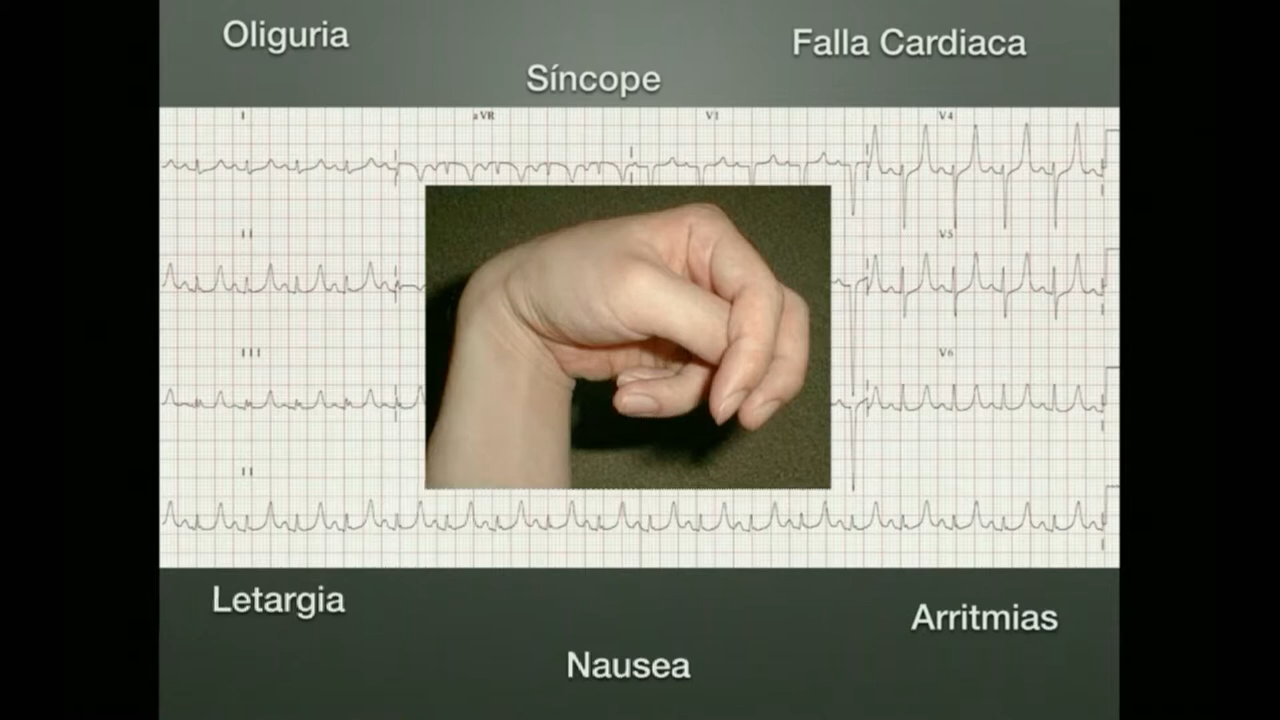 Oliguria
Falla Cardiaca
Síncope
I
aVR
V1
V4
II
V5
III
V6
II
Letargia
Arritmias
Nausea